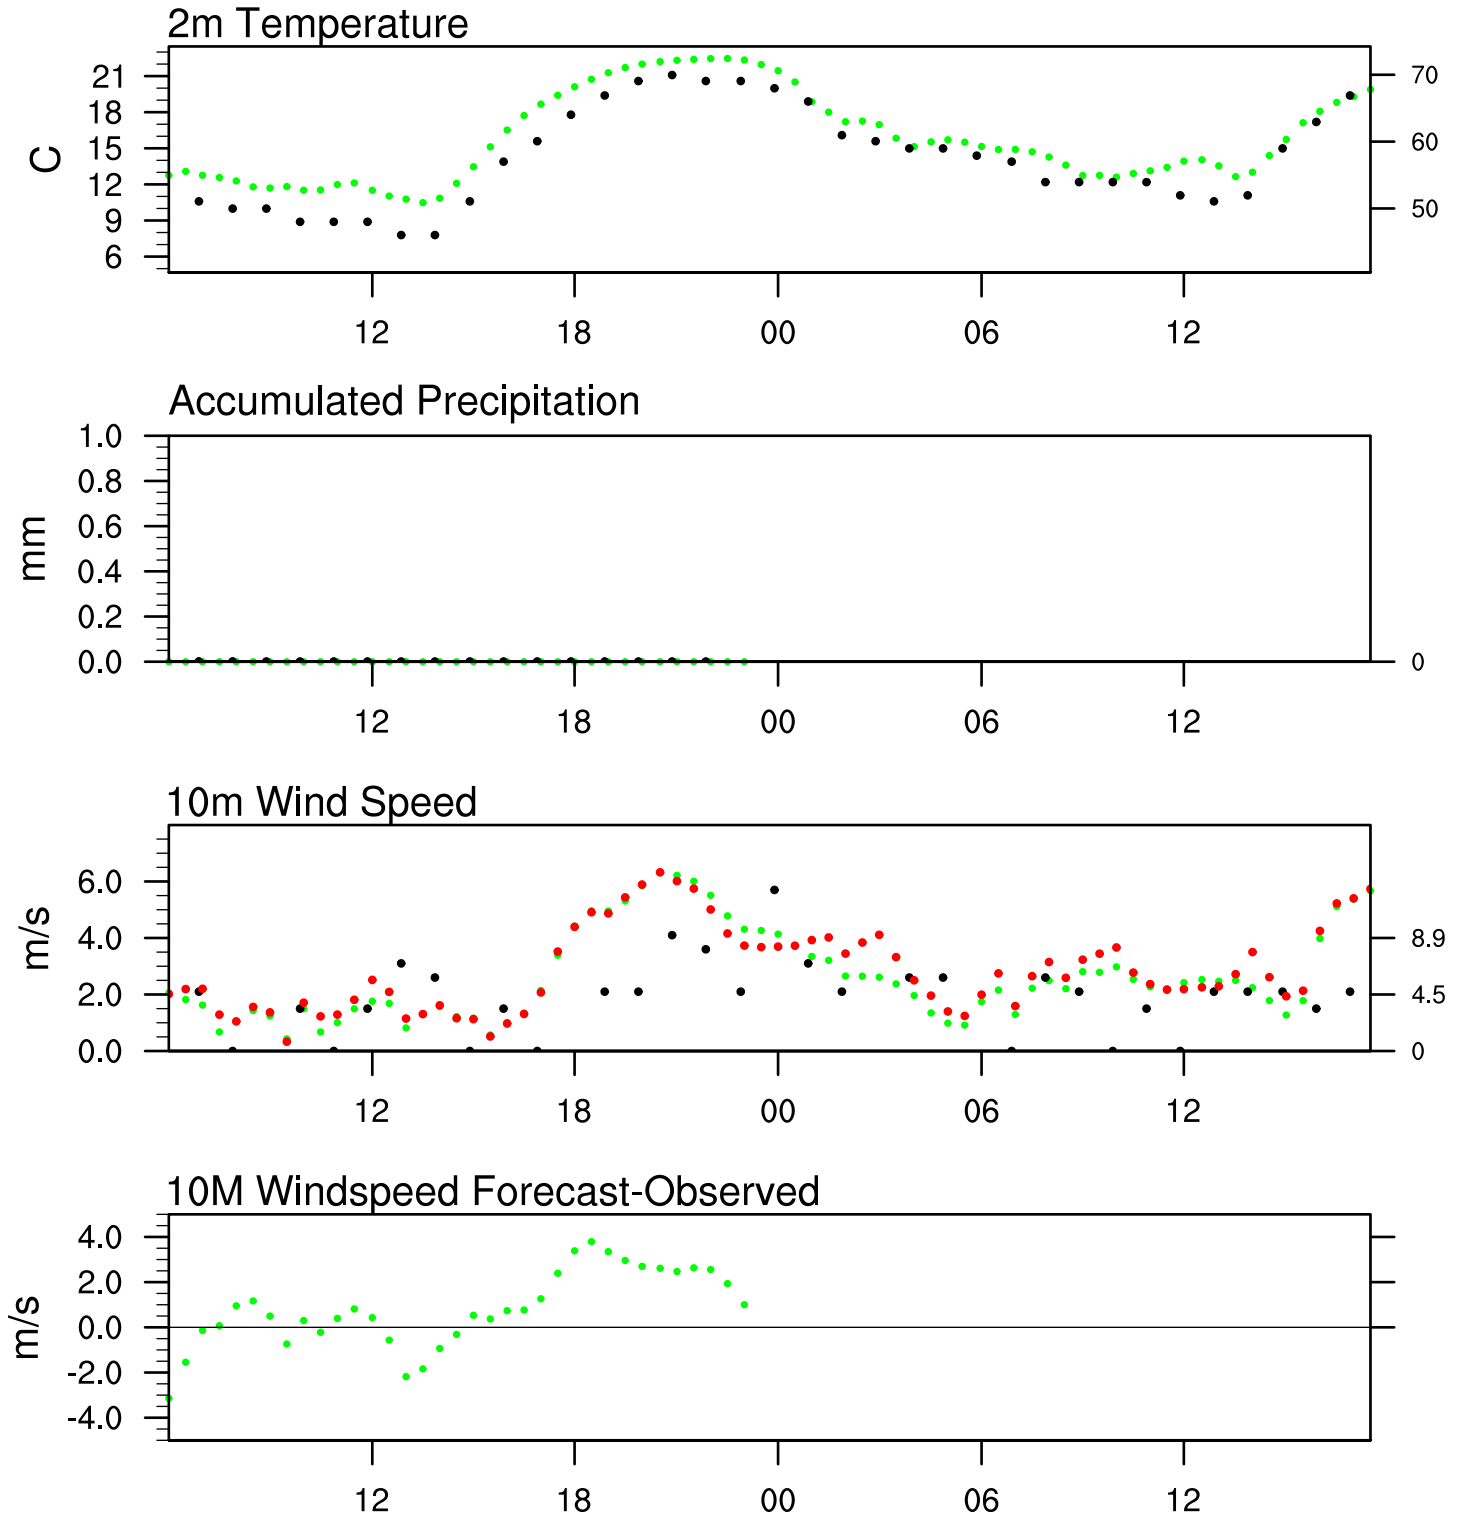 2m Temperature
21
18
15
12
9
6
C
70
60
50
12 18 00 06 12
Accumulated Precipitation
1.0
0.8
0.6
0.4
0.2
0.0
mm
0
12 18 00 06 12
10m Wind Speed
6.0
4.0
2.0
0.0
m/s
8.9
4.5
0
12 18 00 06 12
10M Windspeed Forecast-Observed
4.0
2.0
0.0
-2.0
-4.0
m/s
12 18 00 06 12